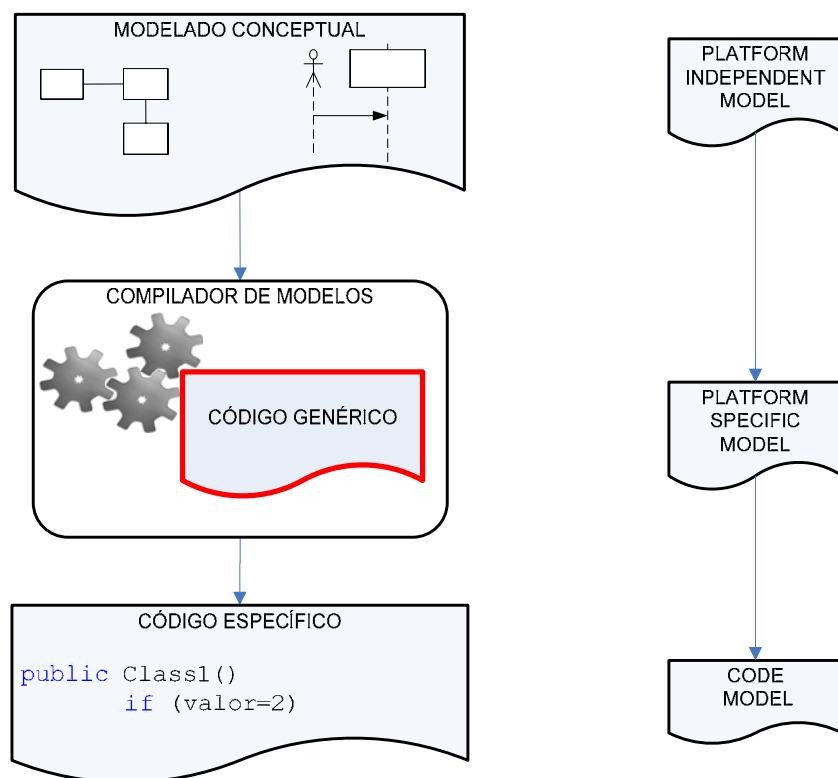 MODELADO CONCEPTUAL
COMPILADOR DE MODELOS
CÓDIGO GENÉRICO
CÓDIGO ESPECÍFICO
public Class1()
if (valor=2)
PLATFORM
INDEPENDENT
MODEL
PLATFORM
SPECIFIC
MODEL
CODE
MODEL